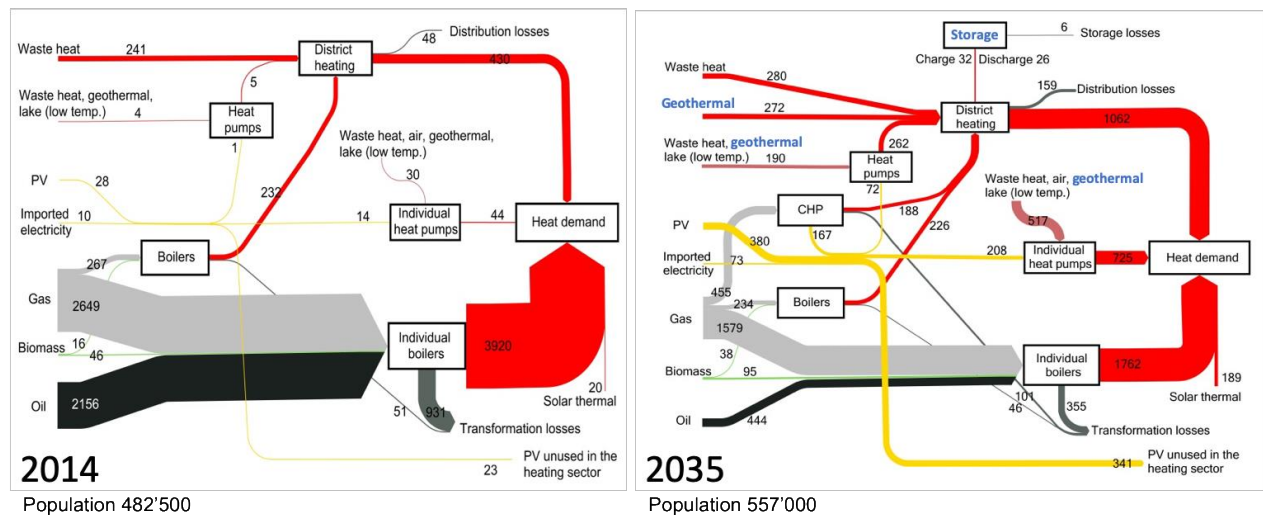 Waste heat
241
District
heating
48
Distribution losses
430
5
Waste heat, geothermal,
lake (low temp.)
4
Heat
pumps
1
Waste heat, air, geothermal,
lake (low temp.)
30
PV
28
232
Imported
electricity
10
14
Individual
heat pumps
44
Heat demand
Boilers
267
Gas
2649
Biomass
16
46
Individual
boilers
3920
Oil
2156
51
931
20
Solar thermal
Transformation losses
PV unused in the
heating sector
23
2014
Population 482'500
Storage
6
Storage losses
Charge 32
Discharge 26
Waste heat
280
159
Distribution losses
Geothermal
272
District
heating
1062
Waste heat, geothermal
lake (low temp.)
190
262
Heat
pumps
72
Waste heat, air, geothermal
lake (low temp.)
517
CHP
188
226
PV
380
167
Imported
electricity
73
208
Individual
heat pumps
725
Heat demand
455
234
Boilers
Gas
1579
38
Biomass
95
Individual
boilers
1762
101
46
355
189
Solar thermal
Oil
444
Transformation losses
PV unused in the
heating sector
341
2035
Population 557'000